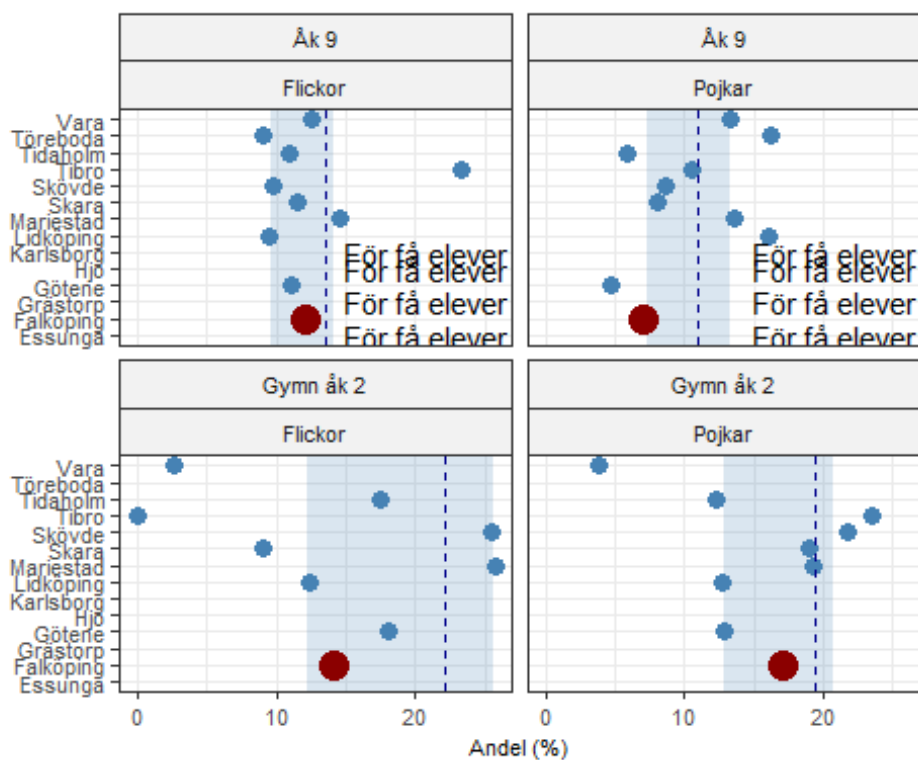 Åk 9
Åk 9
Flickor
Pojkar
Vara
Töreboda
Tidaholm
Tibro
Skövde
Skara
Mariestad
Lidköping
Karlsborg
Hjo
Götene
Grästorp
Falköping
Essunga
För få elever
För få elever
För få elever
För få elever
För få elever
För få elever
För få elever
För få elever
Gymn åk 2
Gymn åk 2
Flickor
Pojkar
Vara
Töreboda
Tidaholm
Tibro
Skövde
Skara
Mariestad
Lidköping
Karlsborg
Hjo
Götene
Grästorp
Falköping
Essunga
0 10 20
0 10 20
Andel (%)